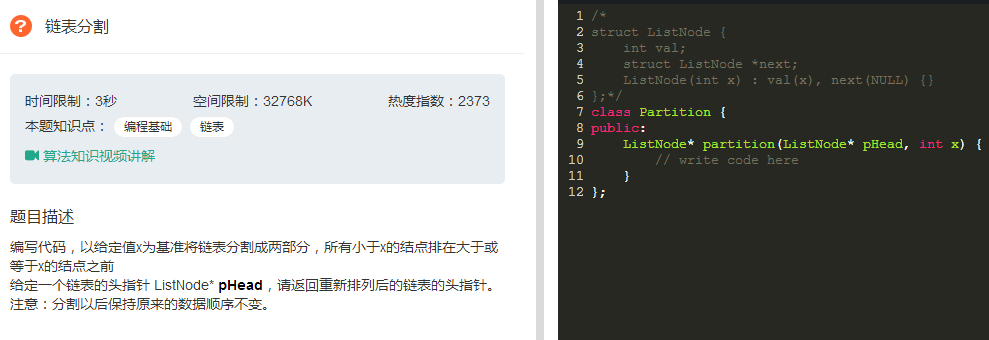 ? 链表分割
时间限制：3秒 空间限制：32768K 热度指数：2373
本题知识点： 编程基础 链表
算法知识视频讲解
题目描述
编写代码，以给定值x为基准将链表分割成两部分，所有小于x的结点排在大于或
等于x的结点之前
给定一个链表的头指针 ListNode* pHead，请返回重新排列后的链表的头指针。
注意：分割以后保持原来的数据顺序不变。
1 /*
2 struct ListNode {
3     int val;
4     struct ListNode *next;
5     ListNode(int x) : val(x), next(NULL) {}
6 };*/
7 class Partition {
8 public:
9     ListNode* partition(ListNode* pHead, int x) {
10         // write code here
11     }
12 };